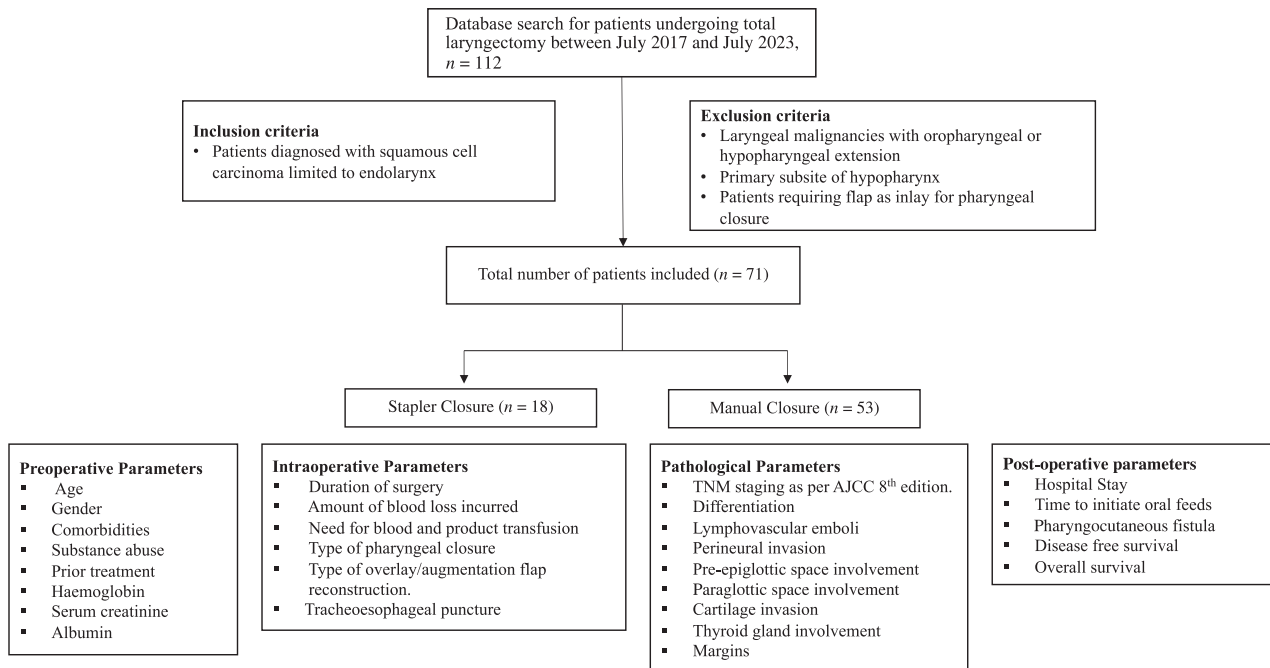 Database search for patients undergoing total
laryngectomy between July 2017 and July 2023,
n = 112
Inclusion criteria
• Patients diagnosed with squamous cell
carcinoma limited to endolarynx
Exclusion criteria
• Laryngeal malignancies with oropharyngeal or
hypopharyngeal extension
• Primary subsite of hypopharynx
• Patients requiring flap as inlay for pharyngeal
closure
Total number of patients included (n = 71)
Stapler Closure (n = 18)
Manual Closure (n = 53)
Preoperative Parameters
▪ Age
▪ Gender
▪ Comorbidities
▪ Substance abuse
▪ Prior treatment
▪ Haemoglobin
▪ Serum creatinine
▪ Albumin
Intraoperative Parameters
▪ Duration of surgery
▪ Amount of blood loss incurred
▪ Need for blood and product transfusion
▪ Type of pharyngeal closure
▪ Type of overlay/augmentation flap
reconstruction.
▪ Tracheoesophageal puncture
Pathological Parameters
▪ TNM staging as per AJCC 8th edition.
▪ Differentiation
▪ Lymphovascular emboli
▪ Perineural invasion
▪ Pre-epiglottic space involvement
▪ Paraglottic space involvement
▪ Cartilage invasion
▪ Thyroid gland involvement
▪ Margins
Post-operative parameters
▪ Hospital Stay
▪ Time to initiate oral feeds
▪ Pharyngocutaneous fistula
▪ Disease free survival
▪ Overall survival